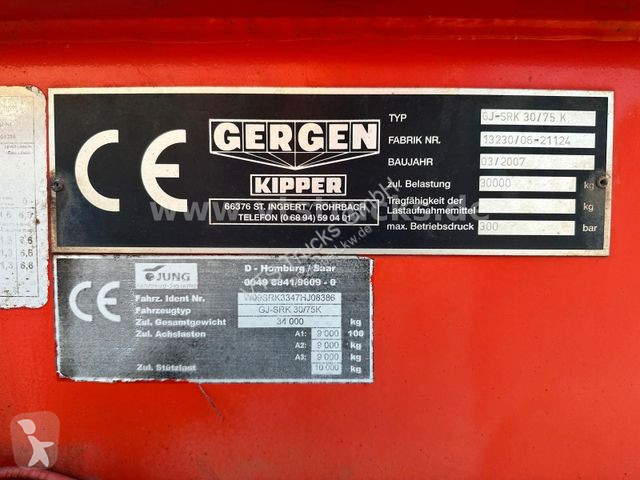 GERGEN
KIPPER
66376 ST. INGBERT / ROHRBACH
TELEFON (0 68 94) 59 04 01
TYP GJ-SRK 30/75 K
FABRIK NR. 13230/06-21124
BAUJAHR 03/2007
zul. Belastung 30000 kg
Tragfähigkeit der
Lastaufnahmemittel kg
max. Betriebsdruck 300 bar
CE
JUNG
D - Homburg / Saar
0049 6841/9609 - 0
Fahrz. Ident Nr. W09SRK3347HJ08386
Fahrzeugtyp GJ-SRK 30/75K
Zul. Gesamtgewicht 34 000 kg
Zul. Achslasten A1: 9 000 100
A2: 9 000 kg
A3: 9 000 kg
Zul. Stützlast 10 000 kg
CE